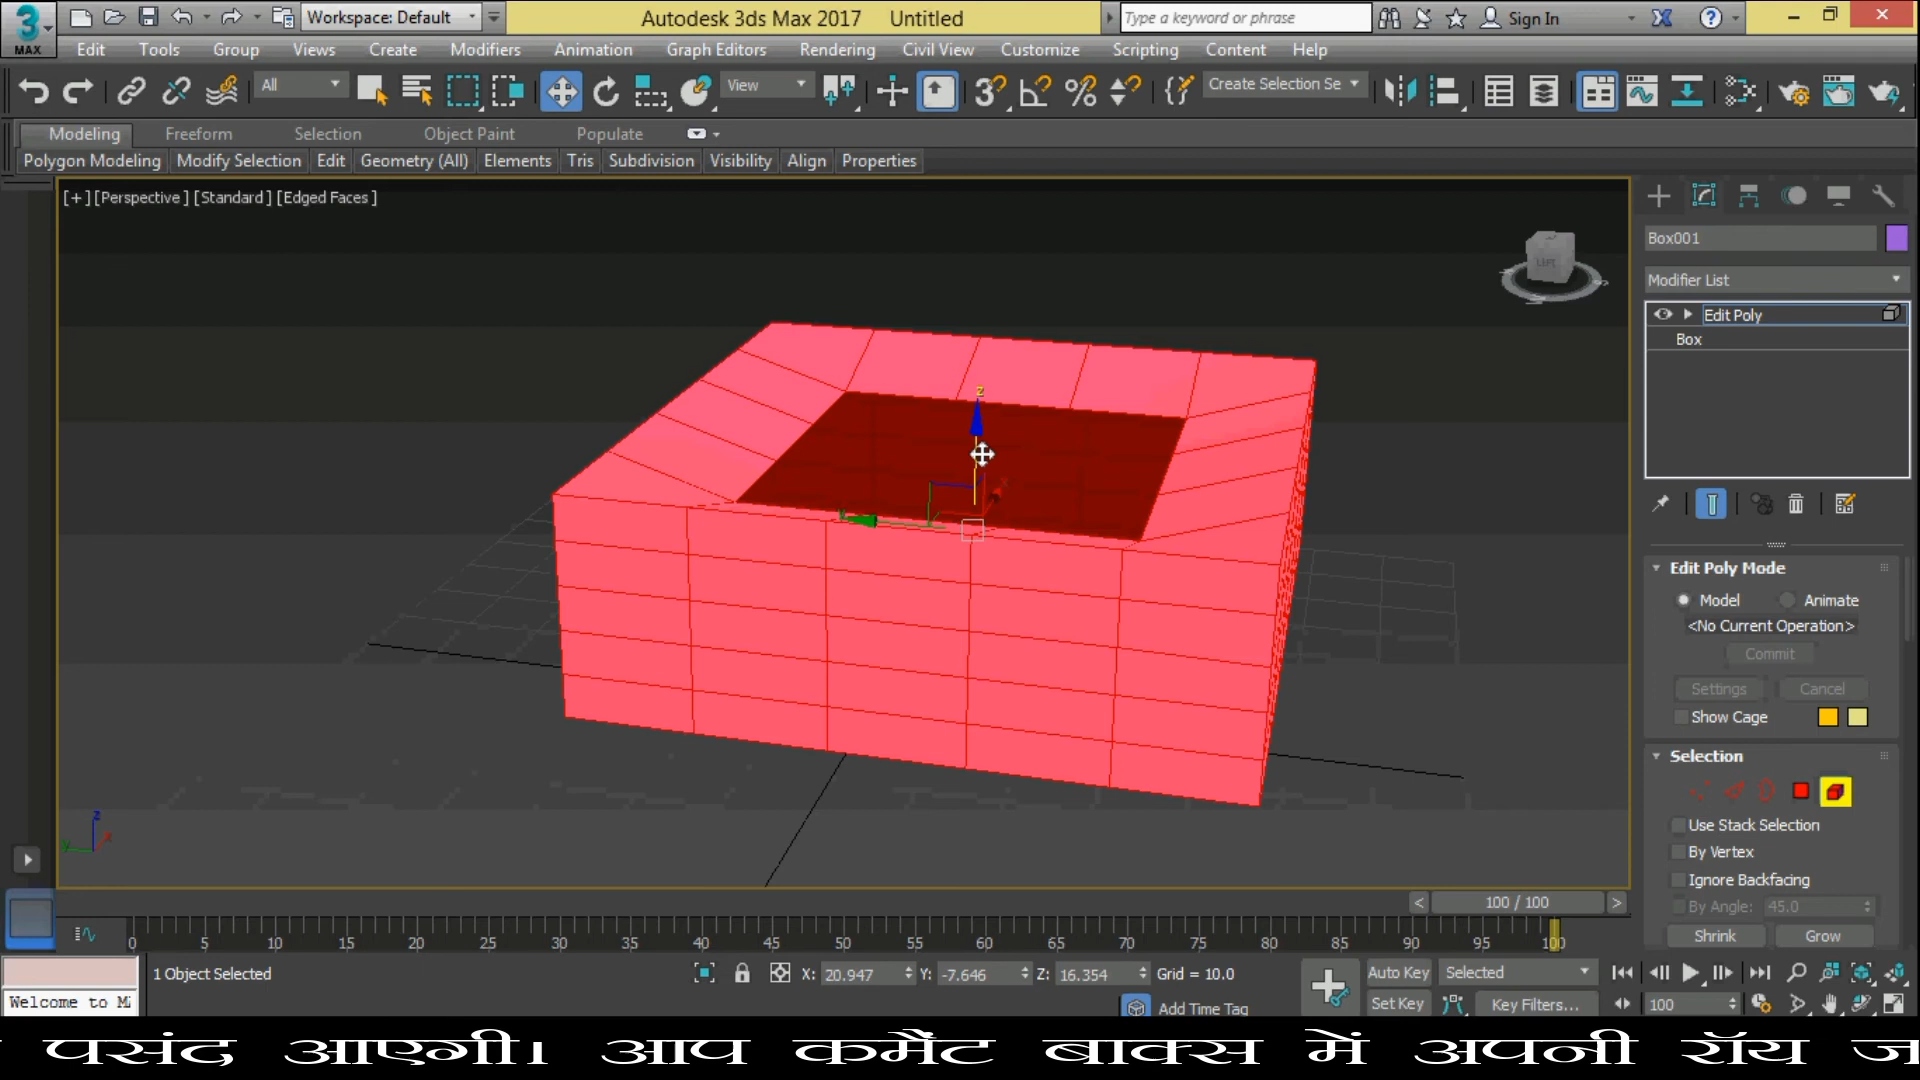 3 Workspace: Default Autodesk 3ds Max 2017 Untitled Type a keyword or phrase Sign In
MAX
Edit Tools Group Views Create Modifiers Animation Graph Editors Rendering Civil View Customize Scripting Content Help
All View Create Selection Se
Modeling Freeform Selection Object Paint Populate
Polygon Modeling Modify Selection Edit Geometry (All) Elements Tris Subdivision Visibility Align Properties
[+] [Perspective] [Standard] [Edged Faces]
Box001
Modifier List
Edit Poly
Box
LEFT
z
Edit Poly Mode
Model Animate
<No Current Operation>
Commit
Settings Cancel
Show Cage
Selection
Use Stack Selection
By Vertex
Ignore Backfacing
By Angle: 45.0
Shrink Grow
< 100 / 100 >
0 5 10 15 20 25 30 35 40 45 50 55 60 65 70 75 80 85 90 95 100
1 Object Selected X: 20.947 Y: -7.646 Z: 16.354 Grid = 10.0 Auto Key Selected
Welcome to Add Time Tag Set Key Key Filters... 100
पसंद आएगी। आप कमैंट बाक्स में अपनी रॉय